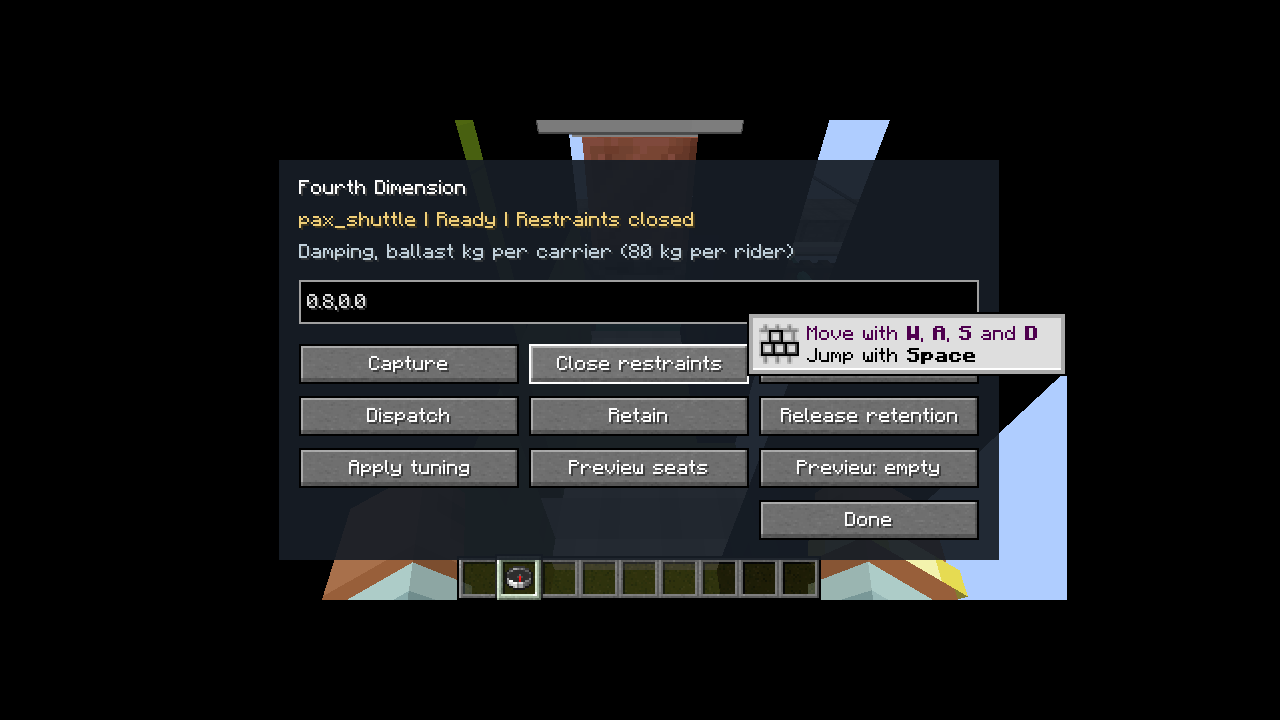 Fourth Dimension
pax_shuttle | Ready | Restraints closed
Damping, ballast kg per carrier (80 kg per rider)
0.8,0.0
Move with W, A, S and D
Jump with Space
Capture
Close restraints
Dispatch
Retain
Release retention
Apply tuning
Preview seats
Preview: empty
Done